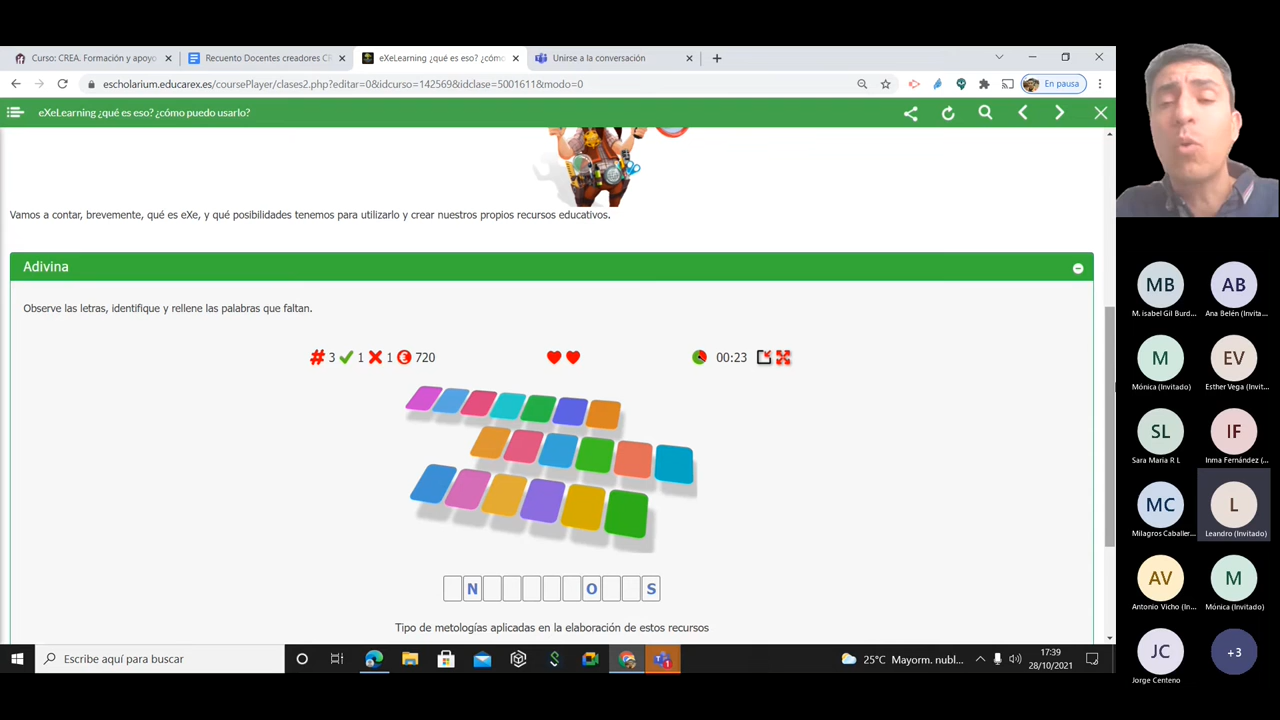 Curso: CREA. Formación y apoyo
Recuento Docentes creadores CR
eXeLearning ¿qué es eso? ¿cómo
Unirse a la conversación
escholarium.educarex.es/coursePlayer/clases2.php?editar=0&idcurso=142569&idclase=5001611&modo=0
En pausa
eXeLearning ¿qué es eso? ¿cómo puedo usarlo?
Vamos a contar, brevemente, qué es eXe, y qué posibilidades tenemos para utilizarlo y crear nuestros propios recursos educativos.
Adivina
Observe las letras, identifique y rellene las palabras que faltan.
3 1 1 720
00:23
N O S
Tipo de metologías aplicadas en la elaboración de estos recursos
Escribe aquí para buscar
25°C Mayorm. nubl...
17:39
28/10/2021
MB AB
M. isabel Gil Burd... Ana Belén (Invita...
M EV
Mónica (Invitado) Esther Vega (Invit...
SL IF
Sara Maria R L Inma Fernández (...
MC L
Milagros Caballer... Leandro (Invitado)
AV M
Antonio Vicho (In... Mónica (Invitado)
JC +3
Jorge Centeno